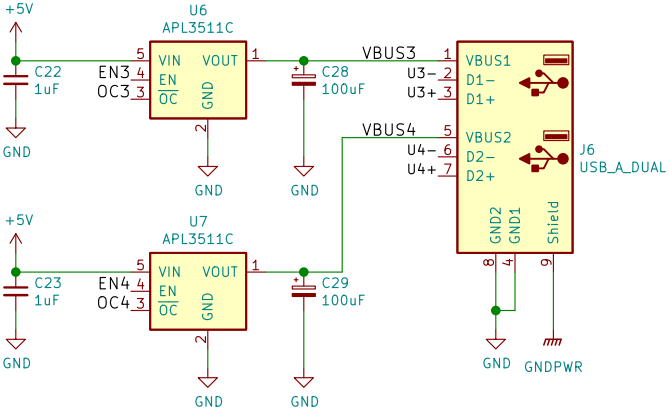 +5V
U6
APL3511C
5 VIN VOUT 1
EN3 4 EN
OC3 3 OC
GND
2
C22
1uF
GND
GND
C28
100uF
GND
VBUS3 1 VBUS1
U3- 2 D1-
U3+ 3 D1+
VBUS4 5 VBUS2
U4- 6 D2-
U4+ 7 D2+
J6
USB_A_DUAL
GND2
GND1
Shield
8
4
9
GND
GNDPWR
+5V
U7
APL3511C
5 VIN VOUT 1
EN4 4 EN
OC4 3 OC
GND
2
C23
1uF
GND
GND
C29
100uF
GND